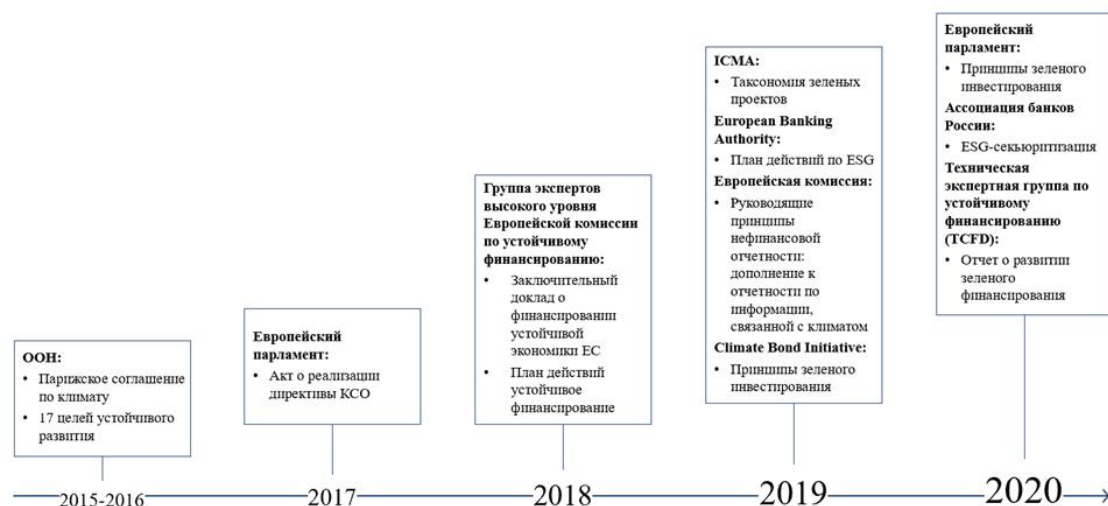 ООН:
• Парижское соглашение
по климату
• 17 целей устойчивого
развития
Европейский
парламент:
• Акт о реализации
директивы КСО
Группа экспертов
высокого уровня
Европейской комиссии
по устойчивому
финансированию:
• Заключительный
доклад о
финансировании
устойчивой
экономики ЕС
• План действий
устойчивое
финансирование
ICMA:
• Таксономия зеленых
проектов
European Banking
Authority:
• План действий по ESG
Европейская комиссия:
• Руководящие
принципы
нефинансовой
отчетности:
дополнение к
отчетности по
информации,
связанной с климатом
Climate Bond Initiative:
• Принципы зеленого
инвестирования
Европейский
парламент:
• Принципы зеленого
инвестирования
Ассоциация банков
России:
• ESG-секьюритизация
Техническая
экспертная группа по
устойчивому
финансированию
(TCFD):
• Отчет о развитии
зеленого
финансирования
2015-2016
2017
2018
2019
2020